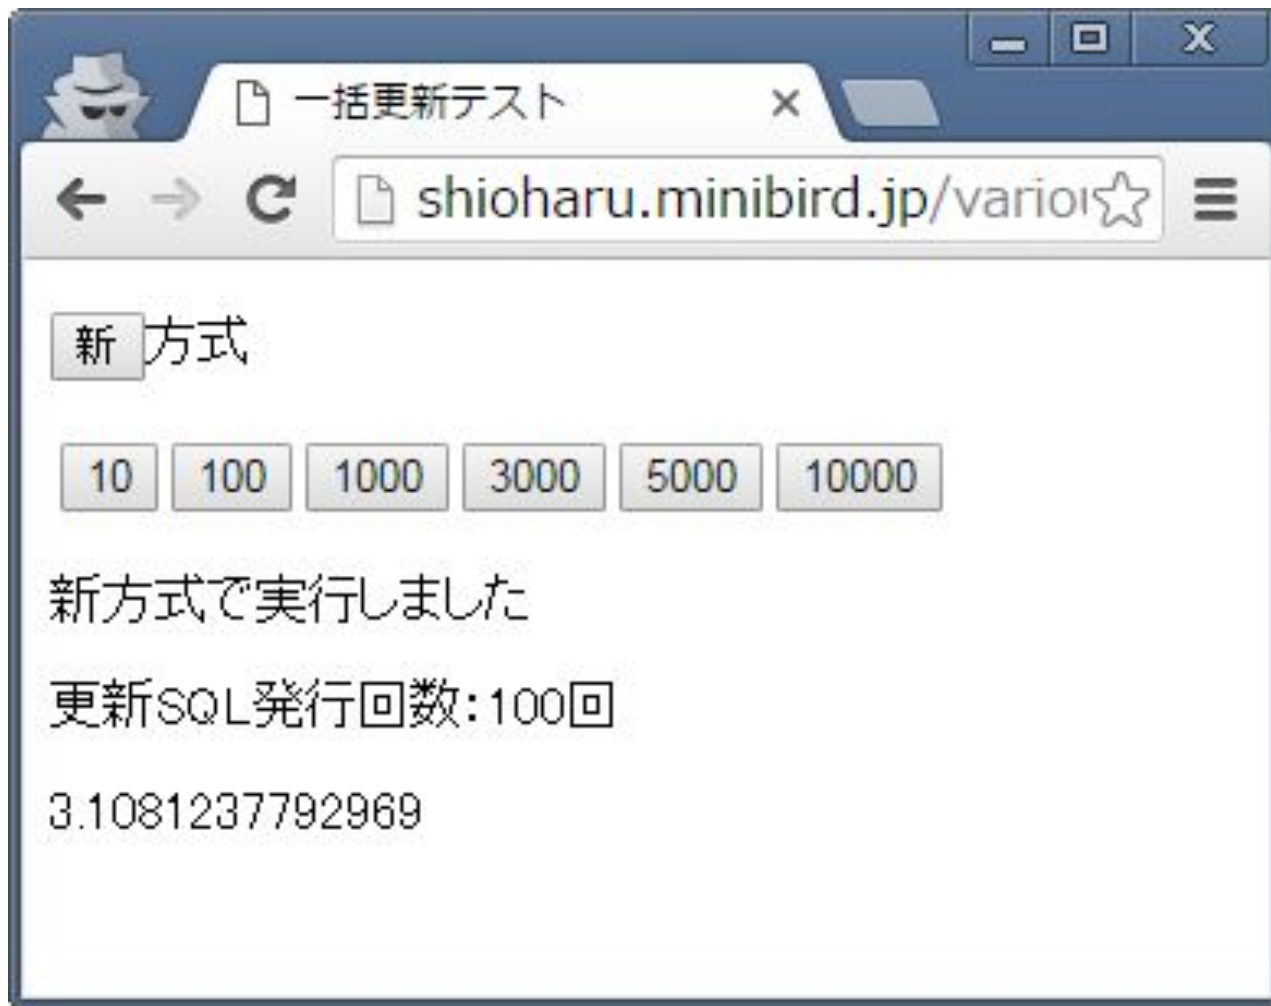 一括更新テスト
shioharu.minibird.jp/variou
新 方式
10 100 1000 3000 5000 10000
新方式で実行しました
更新SQL発行回数:100回
3.1081237792969